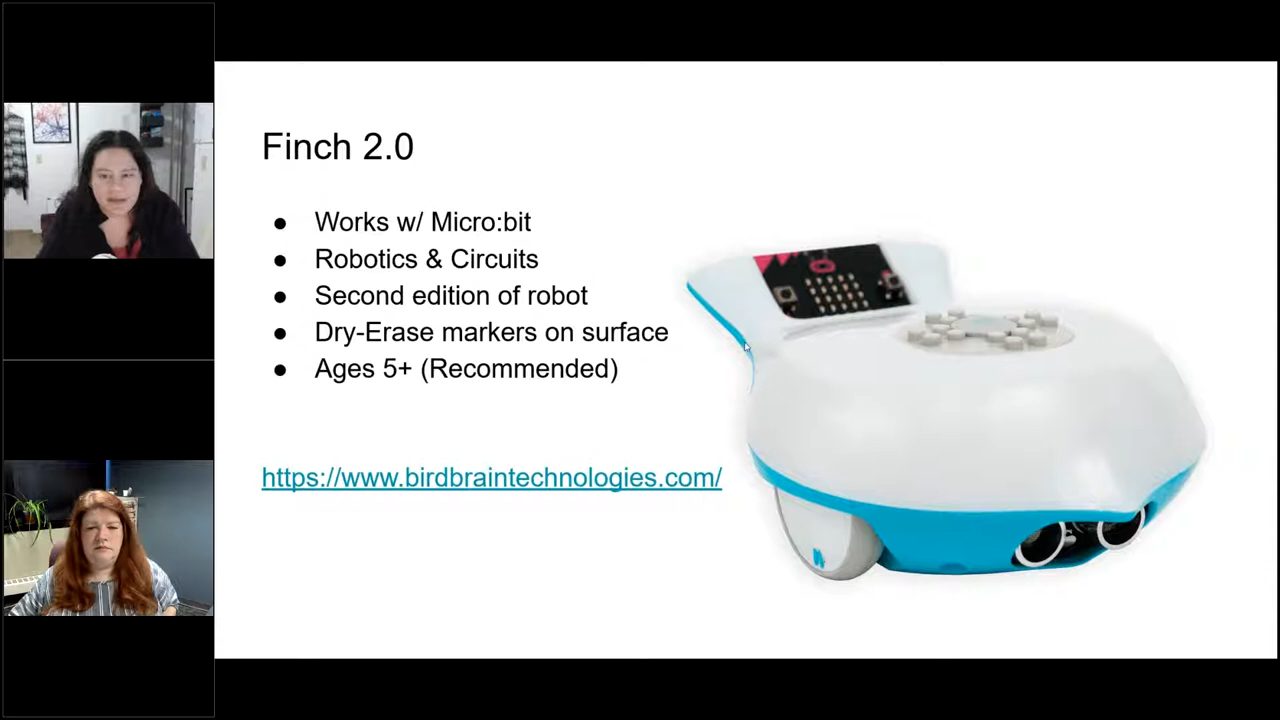 Finch 2.0
● Works w/ Micro:bit
● Robotics & Circuits
● Second edition of robot
● Dry-Erase markers on surface
● Ages 5+ (Recommended)
https://www.birdbraintechnologies.com/